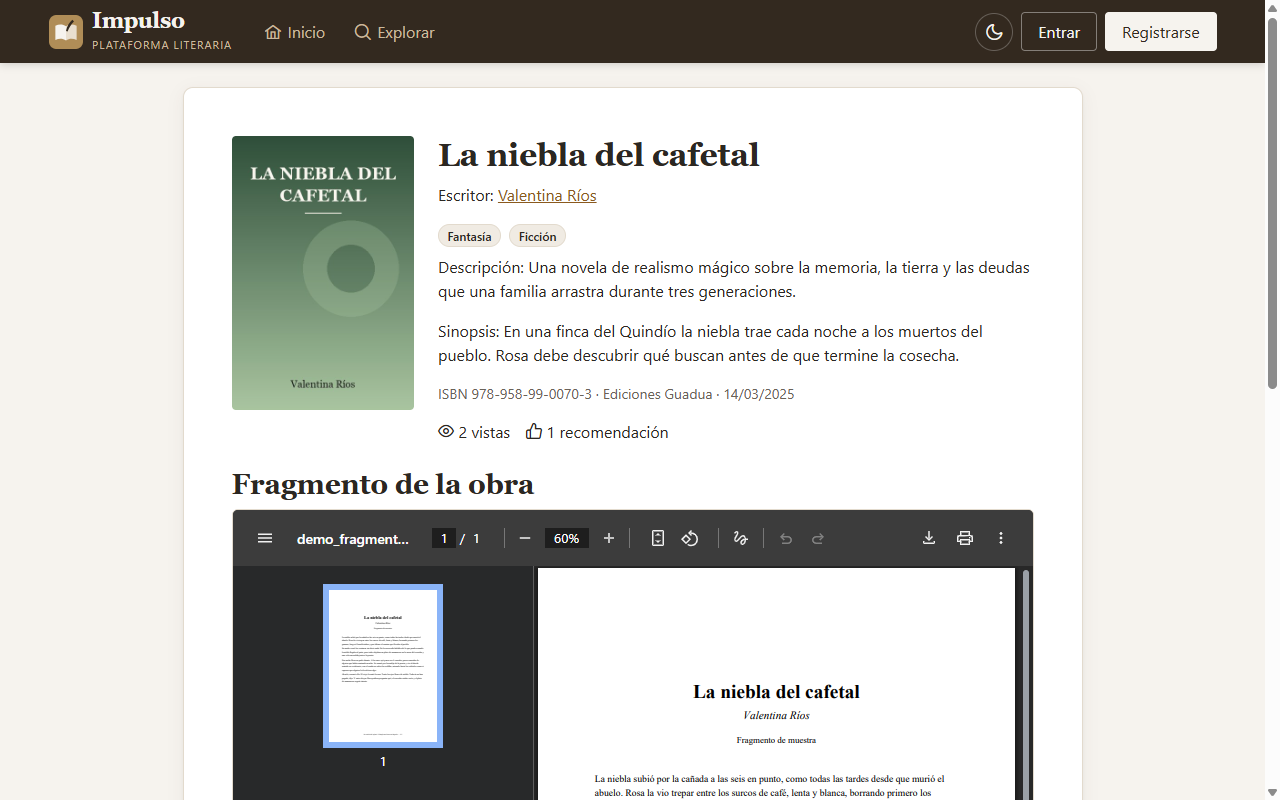 Impulso
PLATAFORMA LITERARIA
Inicio
Explorar
Entrar
Registrarse
LA NIEBLA DEL
CAFETAL
Valentina Ríos
La niebla del cafetal
Escritor: Valentina Ríos
Fantasía
Ficción
Descripción: Una novela de realismo mágico sobre la memoria, la tierra y las deudas
que una familia arrastra durante tres generaciones.
Sinopsis: En una finca del Quindío la niebla trae cada noche a los muertos del
pueblo. Rosa debe descubrir qué buscan antes de que termine la cosecha.
ISBN 978-958-99-0070-3 · Ediciones Guadua · 14/03/2025
2 vistas
1 recomendación
Fragmento de la obra
demo_fragment...
1 / 1
60%
La niebla del cafetal
1
La niebla del cafetal
Valentina Ríos
Fragmento de muestra
La niebla subió por la cañada a las seis en punto, como todas las tardes desde que murió el
abuelo. Rosa la vio trepar entre los surcos de café, lenta y blanca, borrando primero los